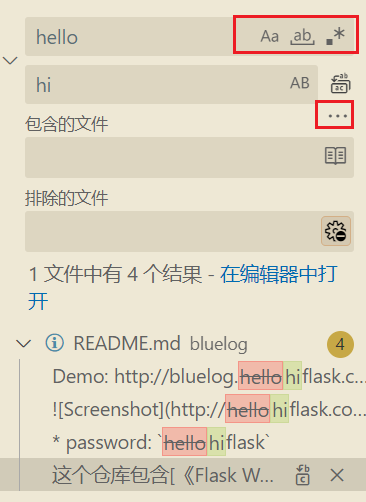 hello Aa ab .*
hi AB
...
包含的文件
排除的文件
1 文件中有 4 个结果 - 在编辑器中打
开
README.md bluelog 4
Demo: http://bluelog.hellohiflask.c...
![Screenshot](http://hellohiflask.co...
* password: `hellohiflask`
这个仓库包含[《Flask W...